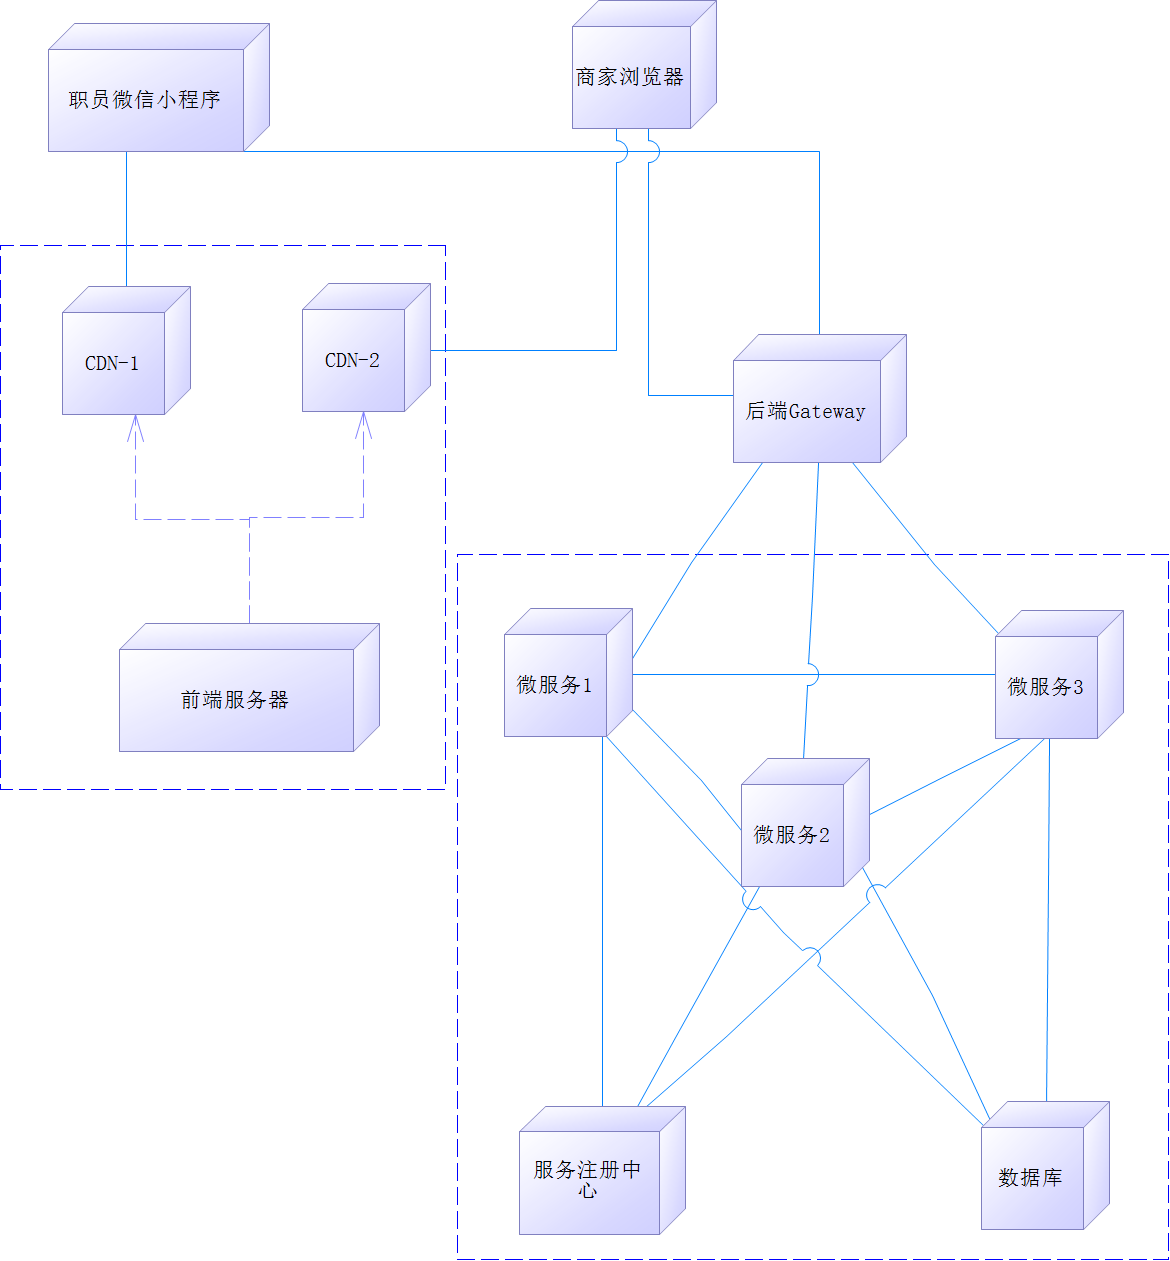 职员微信小程序
商家浏览器
CDN-1
CDN-2
后端Gateway
前端服务器
微服务1
微服务3
微服务2
服务注册中
心
数据库